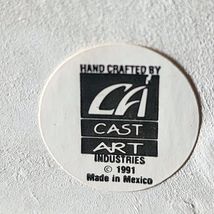 HAND CRAFTED BY
CA
CAST
ART
INDUSTRIES
© 1991
Made in Mexico